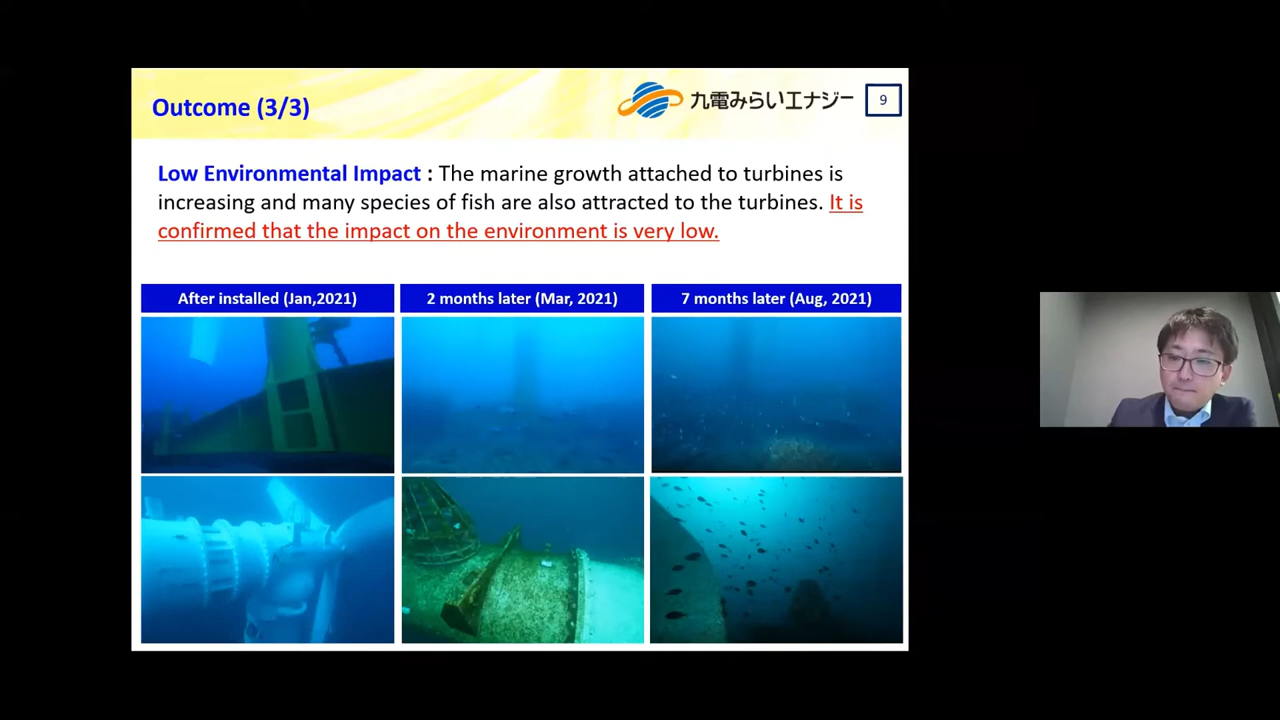 Outcome (3/3)
九電みらいエナジー
9
Low Environmental Impact : The marine growth attached to turbines is
increasing and many species of fish are also attracted to the turbines. It is
confirmed that the impact on the environment is very low.
After installed (Jan,2021)
2 months later (Mar, 2021)
7 months later (Aug, 2021)